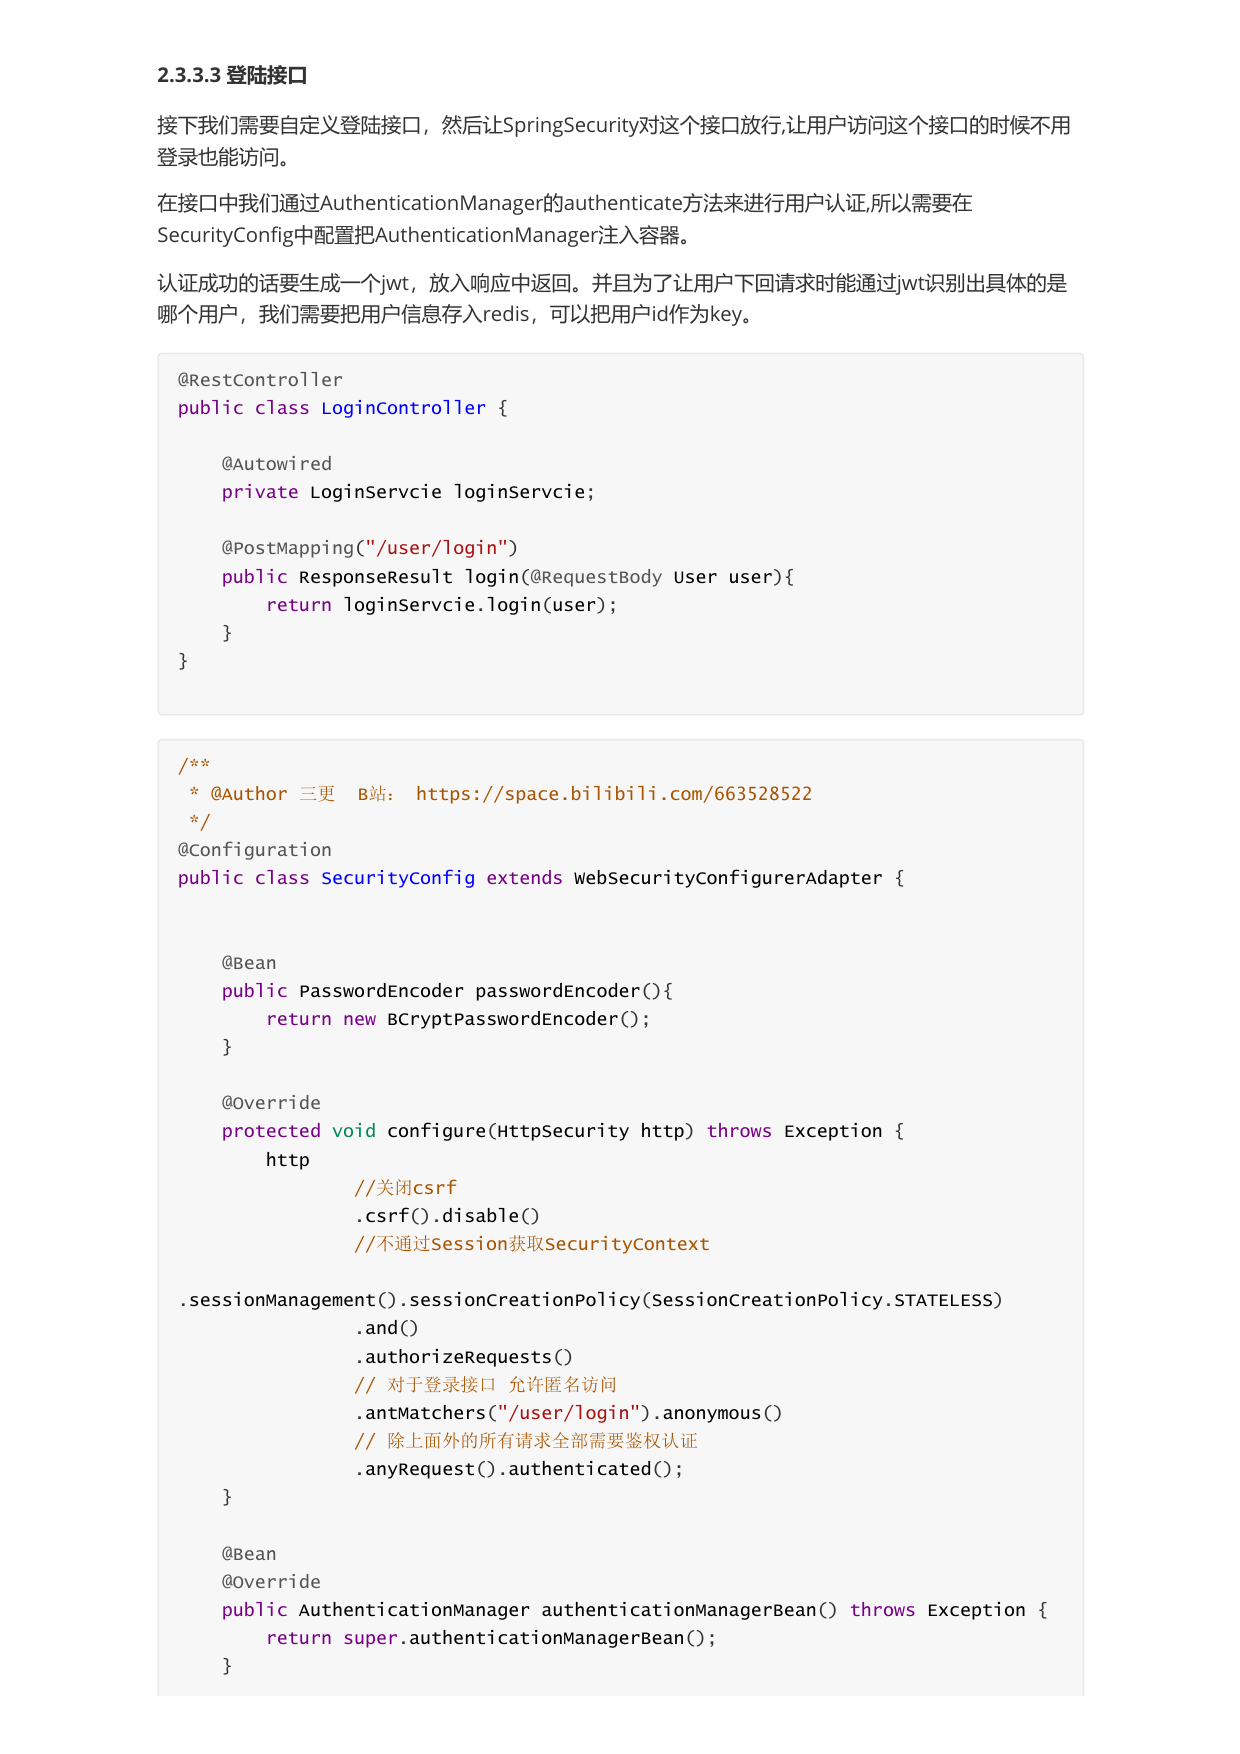 2.3.3.3 登陆接口
接下我们需要自定义登陆接口，然后让SpringSecurity对这个接口放行,让用户访问这个接口的时候不用
登录也能访问。
在接口中我们通过AuthenticationManager的authenticate方法来进行用户认证,所以需要在
SecurityConfig中配置把AuthenticationManager注入容器。
认证成功的话要生成一个jwt，放入响应中返回。并且为了让用户下回请求时能通过jwt识别出具体的是
哪个用户，我们需要把用户信息存入redis，可以把用户id作为key。
@RestController
public class LoginController {
    @Autowired
    private LoginServcie loginServcie;
    @PostMapping("/user/login")
    public ResponseResult login(@RequestBody User user){
        return loginServcie.login(user);
    }
}
/**
 * @Author 三更  B站： https://space.bilibili.com/663528522
 */
@Configuration
public class SecurityConfig extends WebSecurityConfigurerAdapter {
    @Bean
    public PasswordEncoder passwordEncoder(){
        return new BCryptPasswordEncoder();
    }
    @Override
    protected void configure(HttpSecurity http) throws Exception {
        http
                //关闭csrf
                .csrf().disable()
                //不通过Session获取SecurityContext
.sessionManagement().sessionCreationPolicy(SessionCreationPolicy.STATELESS)
                .and()
                .authorizeRequests()
                // 对于登录接口 允许匿名访问
                .antMatchers("/user/login").anonymous()
                // 除上面外的所有请求全部需要鉴权认证
                .anyRequest().authenticated();
    }
    @Bean
    @Override
    public AuthenticationManager authenticationManagerBean() throws Exception {
        return super.authenticationManagerBean();
    }